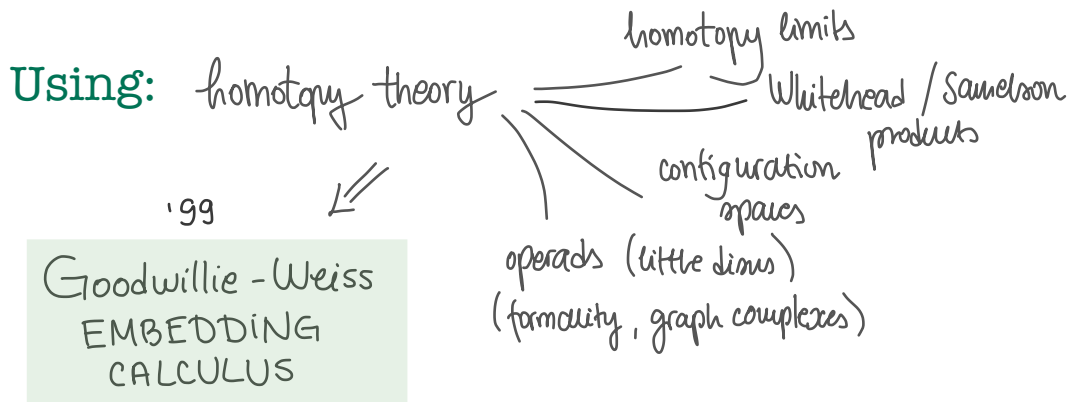 homotopy limits
Using: homotopy theory
Whitehead / Samelson
products
configuration
spaces
'99
operads (little discs)
(formality, graph complexes)
Goodwillie - Weiss
EMBEDDING
CALCULUS